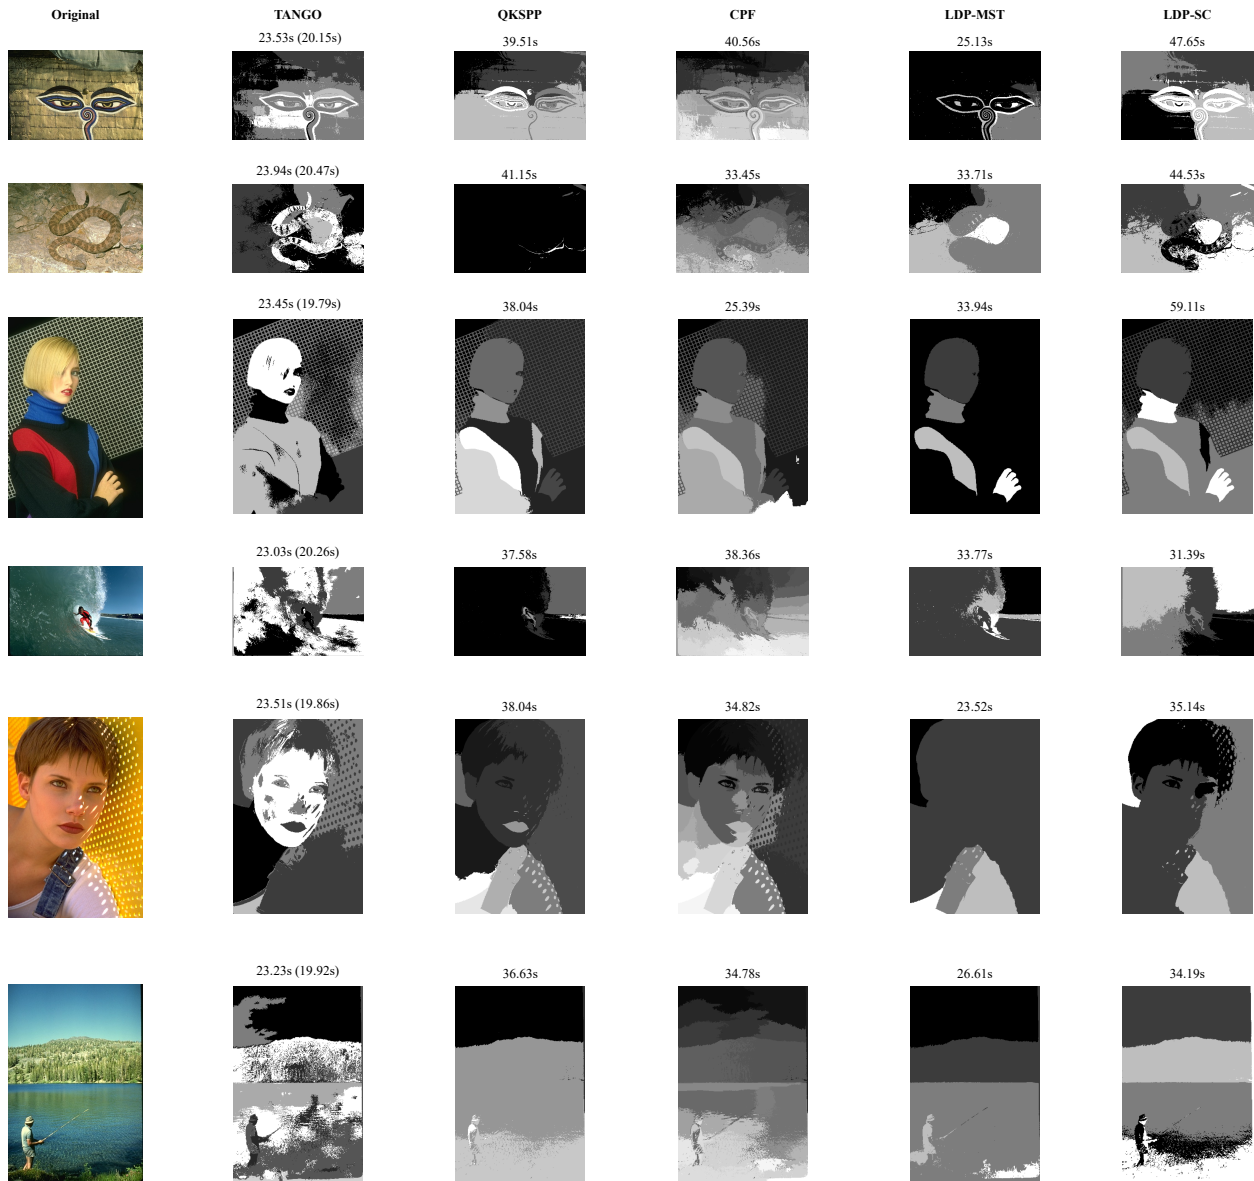 Original TANGO QKSPP CPF LDP-MST LDP-SC
23.53s (20.15s) 39.51s 40.56s 25.13s 47.65s
23.94s (20.47s) 41.15s 33.45s 33.71s 44.53s
23.45s (19.79s) 38.04s 25.39s 33.94s 59.11s
23.03s (20.26s) 37.58s 38.36s 33.77s 31.39s
23.51s (19.86s) 38.04s 34.82s 23.52s 35.14s
23.23s (19.92s) 36.63s 34.78s 26.61s 34.19s